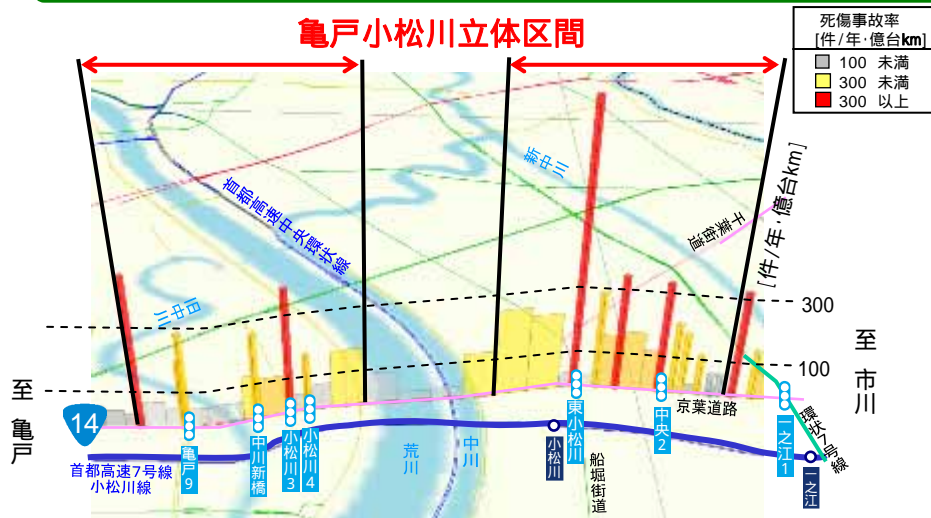 亀戸小松川立体区間
死傷事故率
[件/年・億台km]
100 未満
300 未満
300 以上
[件/年・億台km]
新中川
千葉街道
首都高速中央環状線
旧中川
300
100
至 市川
至 亀戸
14
京葉道路
環状7号線
首都高速7号線
小松川線
亀戸9
中川新橋
小松川3
小松川4
荒川
中川
小松川
東小松川
船堀街道
中央2
一之江1
一之江